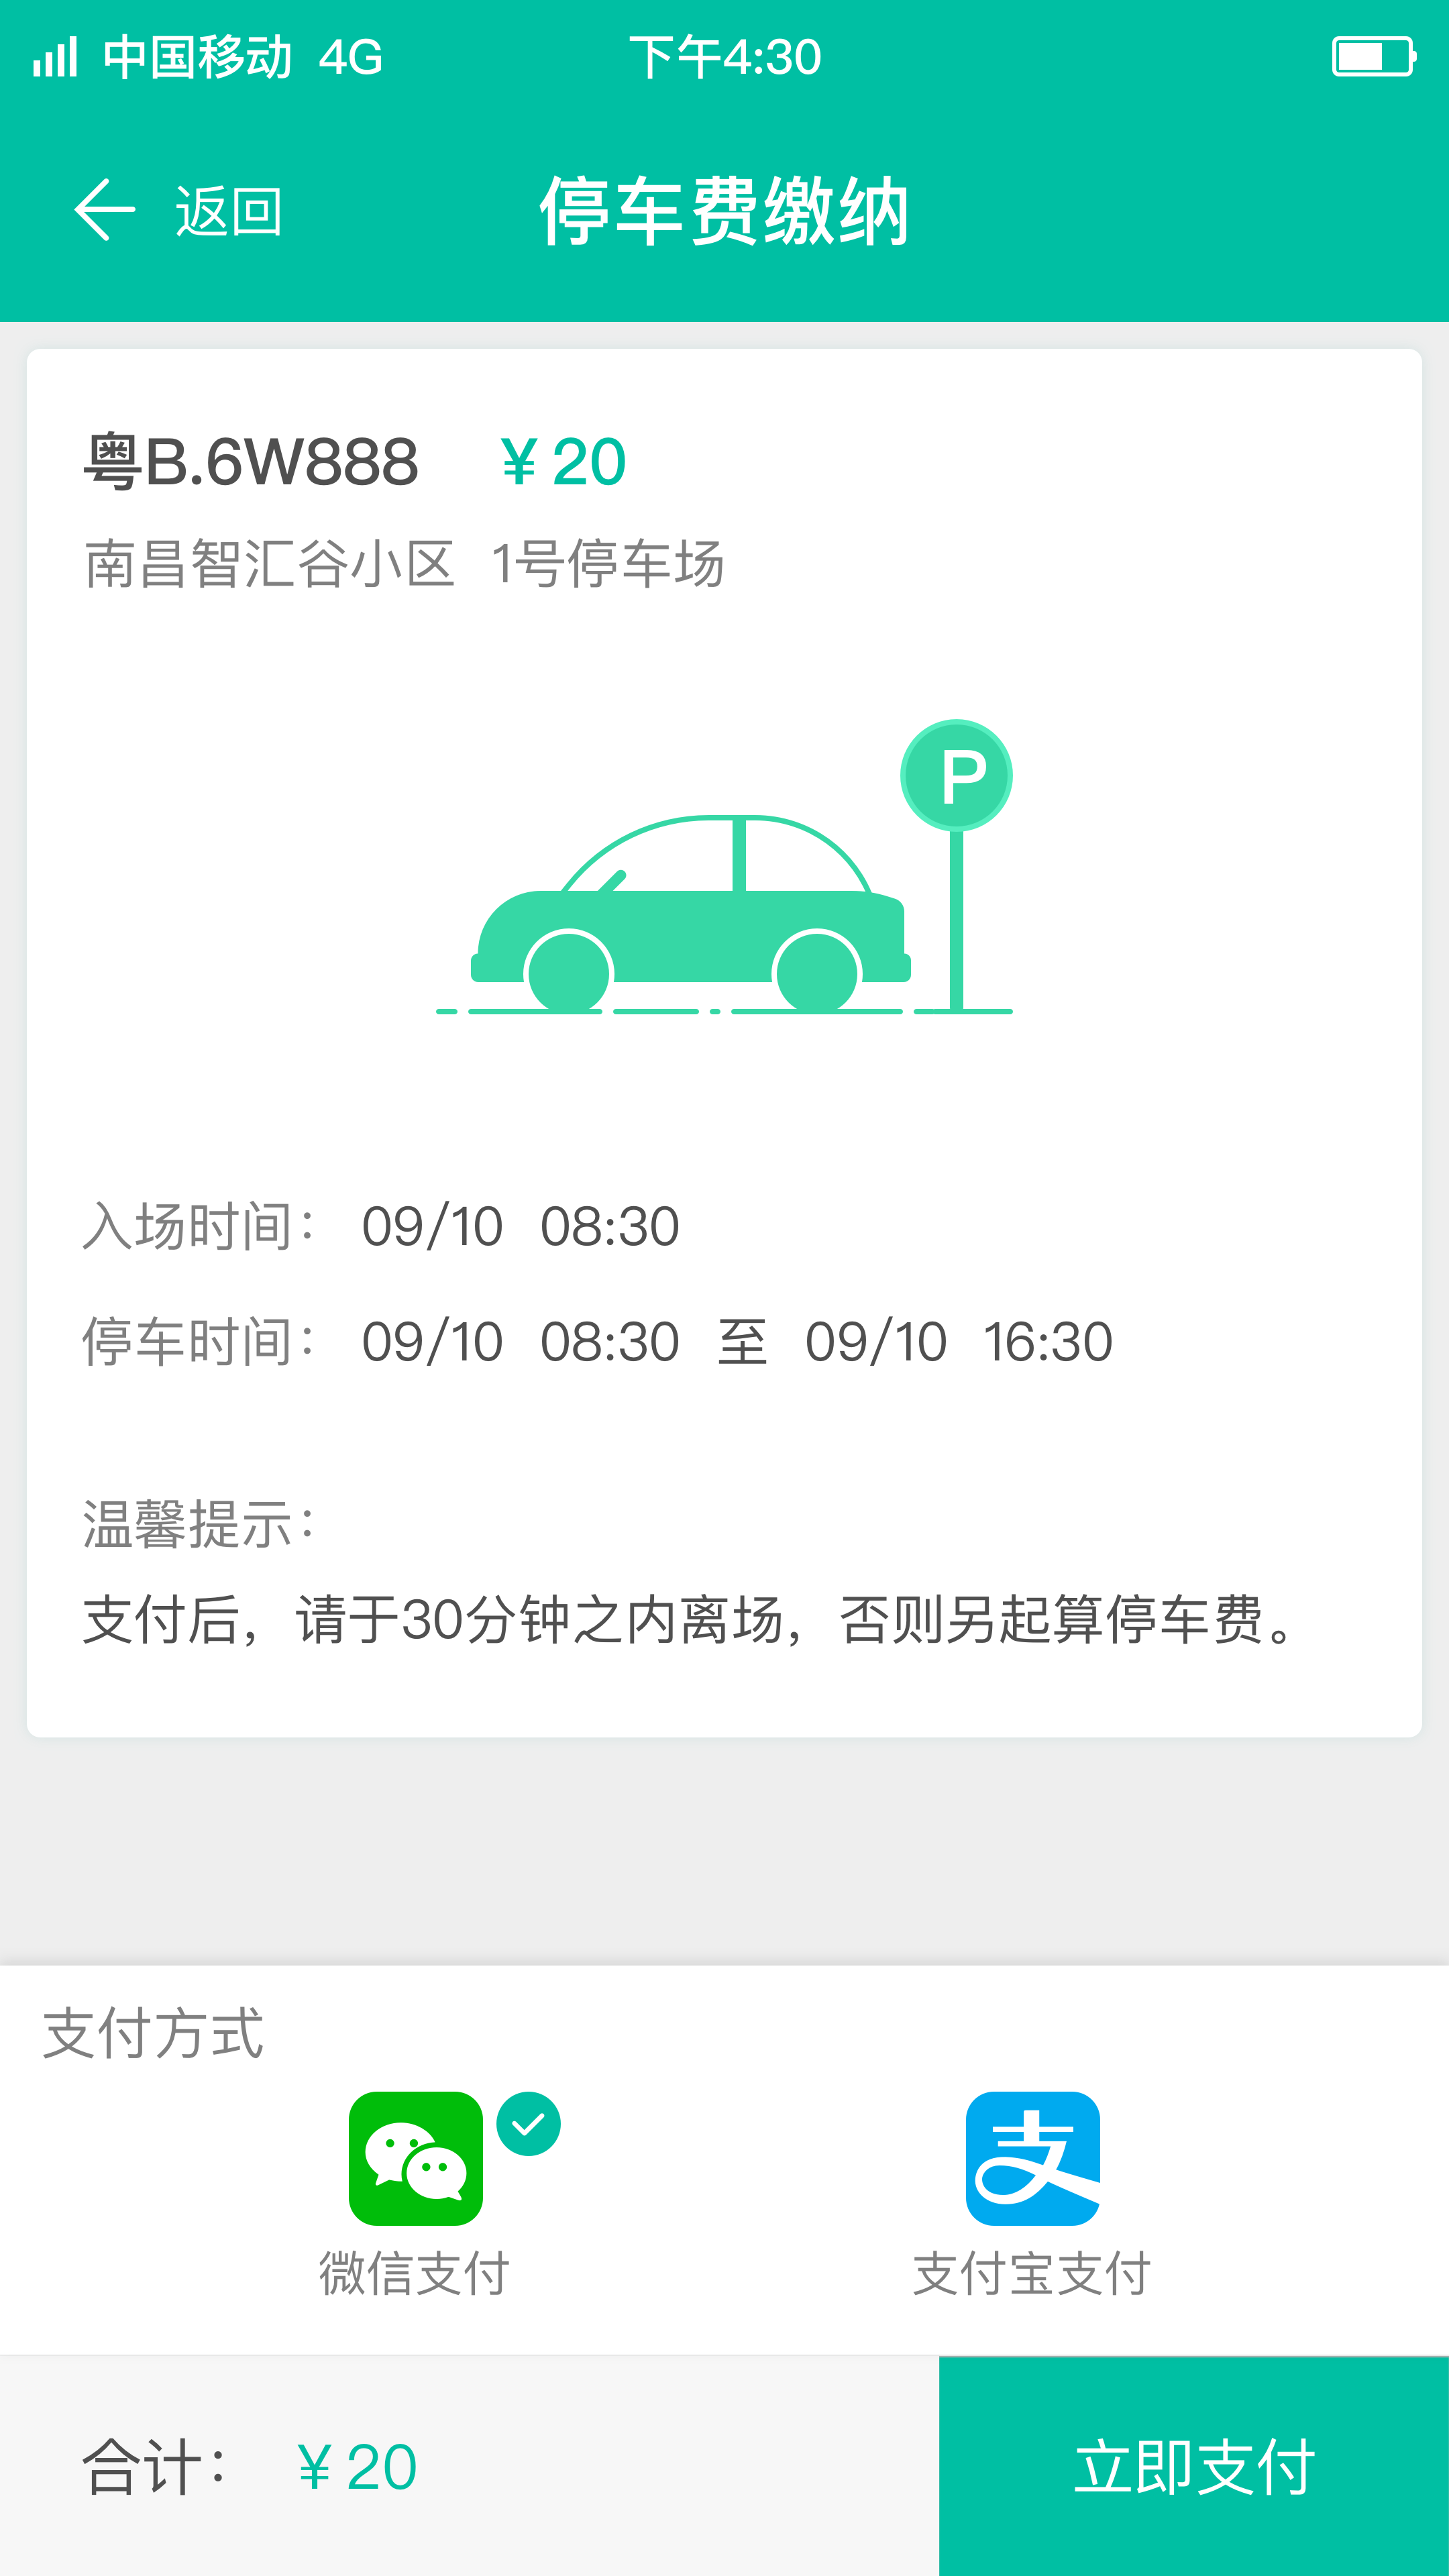 中国移动 4G 下午4:30
返回 停车费缴纳
粤B.6W888 ￥20
南昌智汇谷小区 1号停车场
P
入场时间： 09/10 08:30
停车时间： 09/10 08:30 至 09/10 16:30
温馨提示：
支付后，请于30分钟之内离场，否则另起算停车费。
支付方式
支
微信支付 支付宝支付
合计： ￥20 立即支付